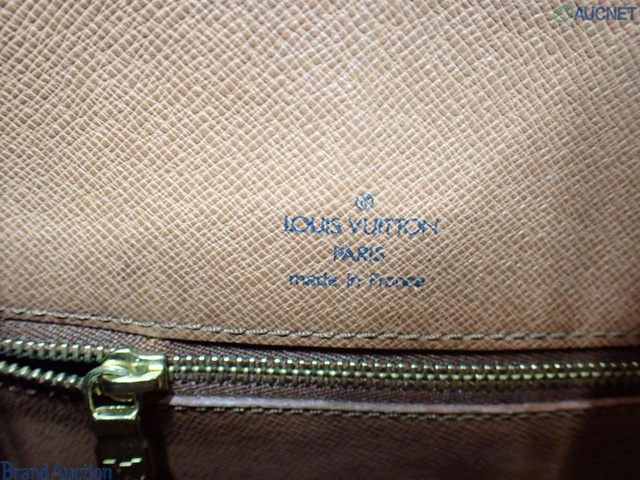 AUCNET
LOUIS VUITTON
PARIS
made in France
Brand Auction